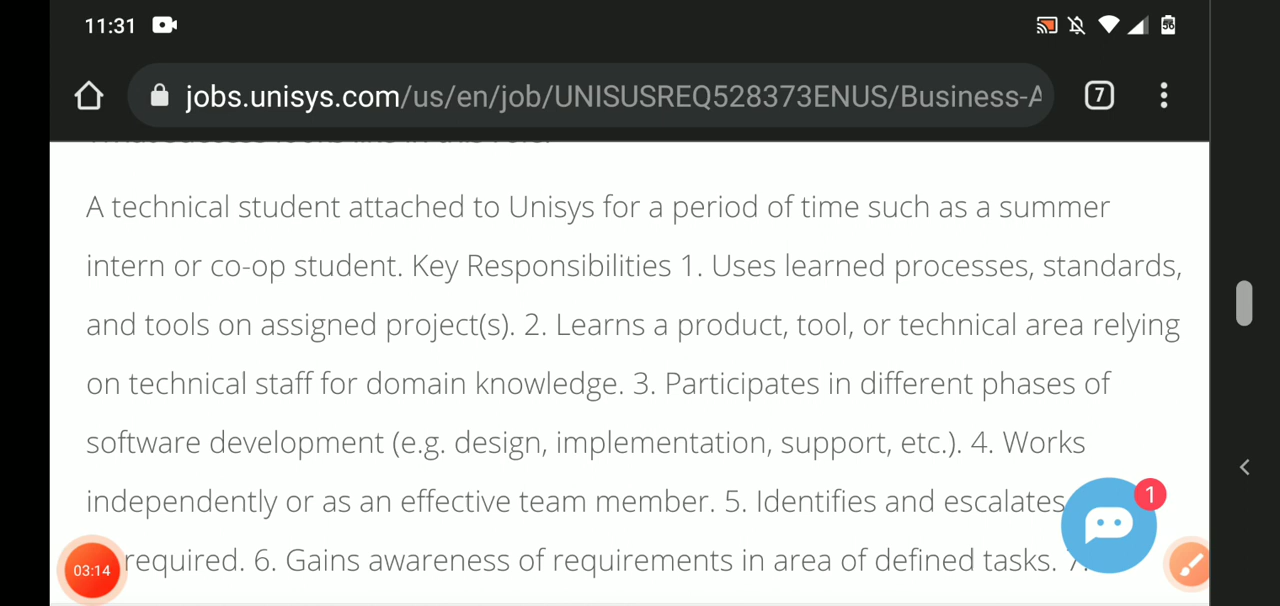 11:31
56
jobs.unisys.com/us/en/job/UNISUSREQ528373ENUS/Business-A
7
A technical student attached to Unisys for a period of time such as a summer
intern or co-op student. Key Responsibilities 1. Uses learned processes, standards,
and tools on assigned project(s). 2. Learns a product, tool, or technical area relying
on technical staff for domain knowledge. 3. Participates in different phases of
software development (e.g. design, implementation, support, etc.). 4. Works
independently or as an effective team member. 5. Identifies and escalates
1
required. 6. Gains awareness of requirements in area of defined tasks. 7.
03:14